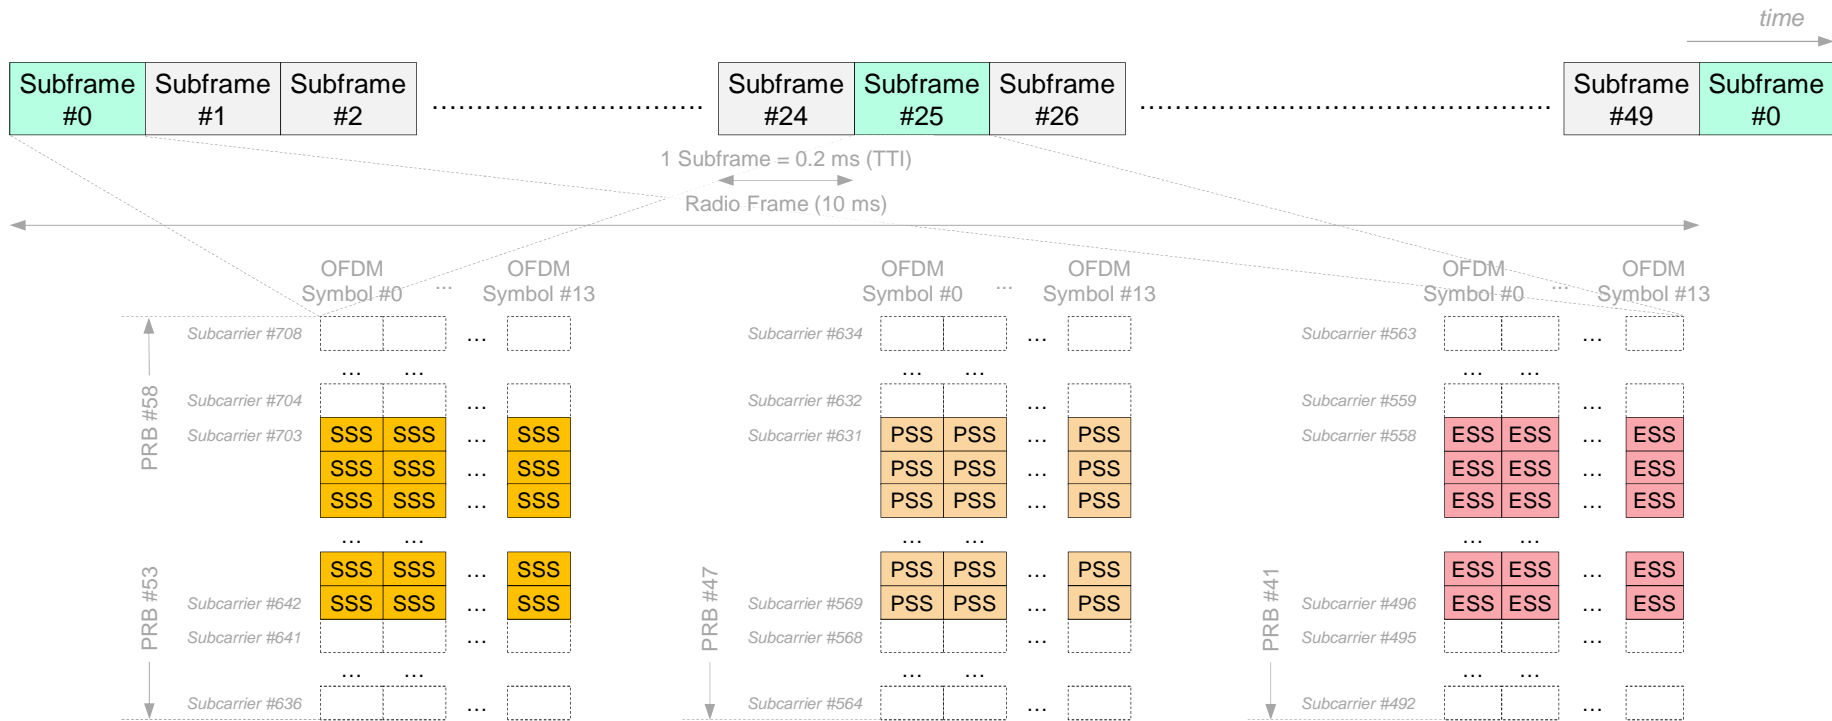 time
Subframe #0 Subframe #1 Subframe #2 ................................ Subframe #24 Subframe #25 Subframe #26 ................................ Subframe #49 Subframe #0
1 Subframe = 0.2 ms (TTI)
Radio Frame (10 ms)
OFDM Symbol #0 ... OFDM Symbol #13
PRB #58
PRB #53
Subcarrier #708 ...
... ...
Subcarrier #704 ...
Subcarrier #703 SSS SSS ... SSS
SSS SSS ... SSS
SSS SSS ... SSS
... ...
SSS SSS ... SSS
Subcarrier #642 SSS SSS ... SSS
Subcarrier #641 ...
... ...
Subcarrier #636 ...
OFDM Symbol #0 ... OFDM Symbol #13
PRB #47
Subcarrier #634 ...
... ...
Subcarrier #632 ...
Subcarrier #631 PSS PSS ... PSS
PSS PSS ... PSS
PSS PSS ... PSS
... ...
PSS PSS ... PSS
Subcarrier #569 PSS PSS ... PSS
Subcarrier #568 ...
... ...
Subcarrier #564 ...
OFDM Symbol #0 ... OFDM Symbol #13
PRB #41
Subcarrier #563 ...
... ...
Subcarrier #559 ...
Subcarrier #558 ESS ESS ... ESS
ESS ESS ... ESS
ESS ESS ... ESS
... ...
ESS ESS ... ESS
Subcarrier #496 ESS ESS ... ESS
Subcarrier #495 ...
... ...
Subcarrier #492 ...